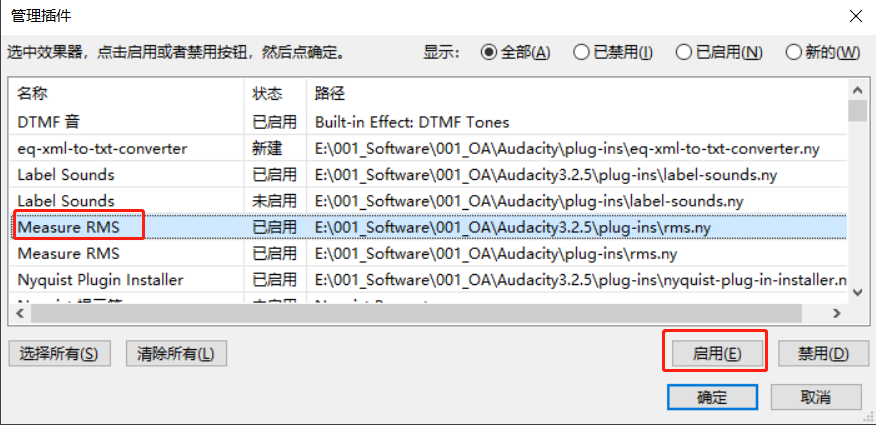 管理插件
选中效果器，点击启用或者禁用按钮，然后点确定。 显示： 全部(A) 已禁用(I) 已启用(N) 新的(W)
名称 状态 路径
DTMF 音 已启用 Built-in Effect: DTMF Tones
eq-xml-to-txt-converter 新建 E:\001_Software\001_OA\Audacity\plug-ins\eq-xml-to-txt-converter.ny
Label Sounds 已启用 E:\001_Software\001_OA\Audacity3.2.5\plug-ins\label-sounds.ny
Label Sounds 未启用 E:\001_Software\001_OA\Audacity\plug-ins\label-sounds.ny
Measure RMS 已启用 E:\001_Software\001_OA\Audacity3.2.5\plug-ins\rms.ny
Measure RMS 已启用 E:\001_Software\001_OA\Audacity\plug-ins\rms.ny
Nyquist Plugin Installer 已启用 E:\001_Software\001_OA\Audacity3.2.5\plug-ins\nyquist-plug-in-installer.n
选择所有(S) 清除所有(L) 启用(E) 禁用(D)
确定 取消